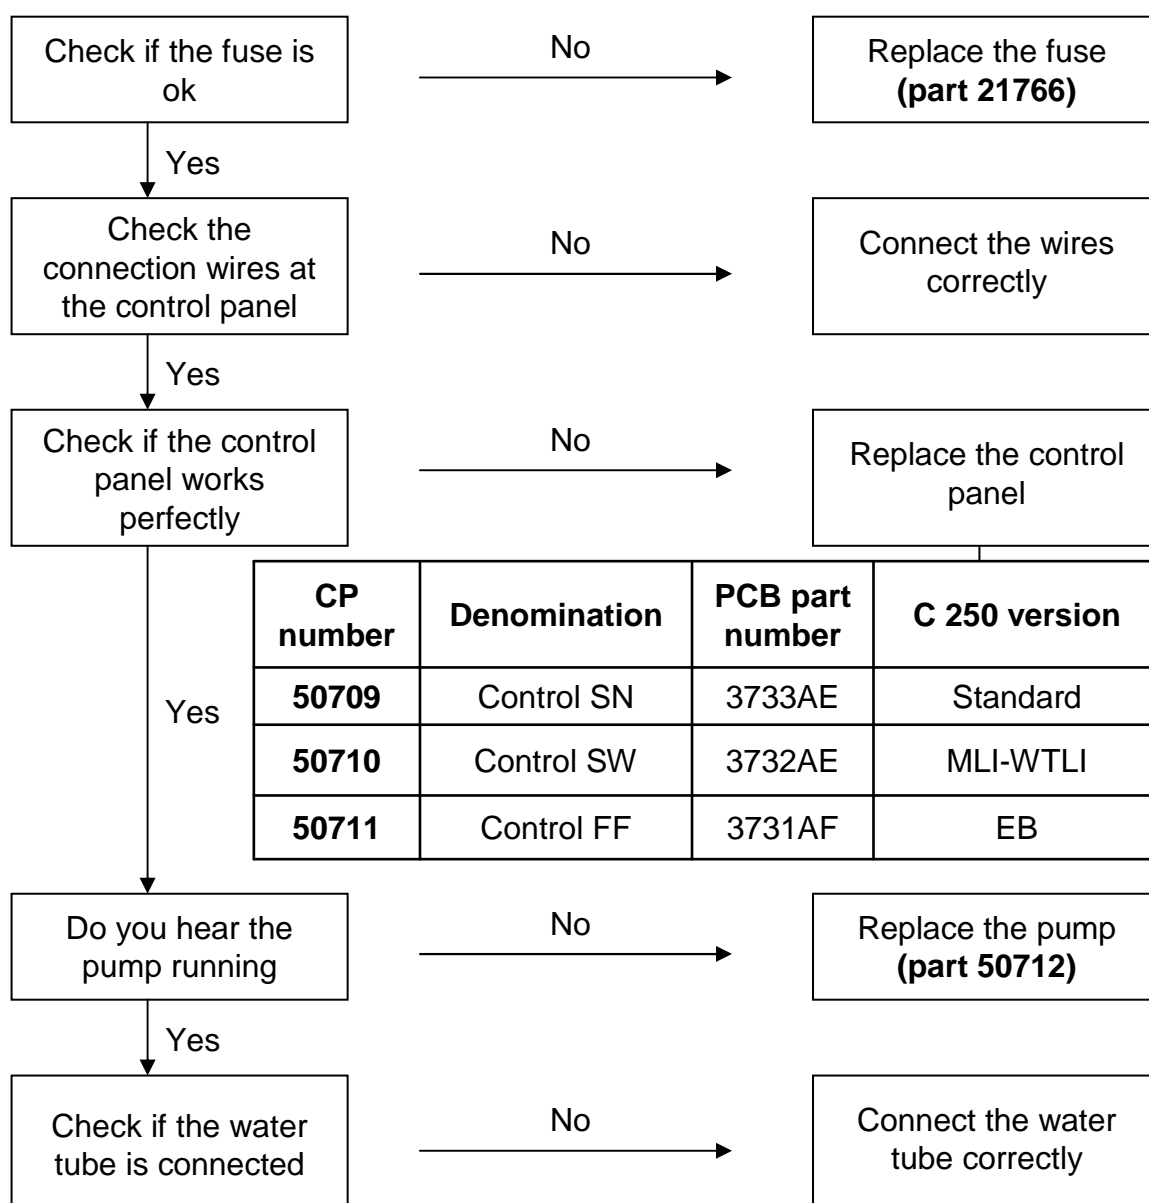 Check if the fuse is
ok
No
Replace the fuse
(part 21766)
Yes
Check the
connection wires at
the control panel
No
Connect the wires
correctly
Yes
Check if the control
panel works
perfectly
No
Replace the control
panel
Yes
CP
number
Denomination
PCB part
number
C 250 version
50709
Control SN
3733AE
Standard
50710
Control SW
3732AE
MLI-WTLI
50711
Control FF
3731AF
EB
Do you hear the
pump running
No
Replace the pump
(part 50712)
Yes
Check if the water
tube is connected
No
Connect the water
tube correctly